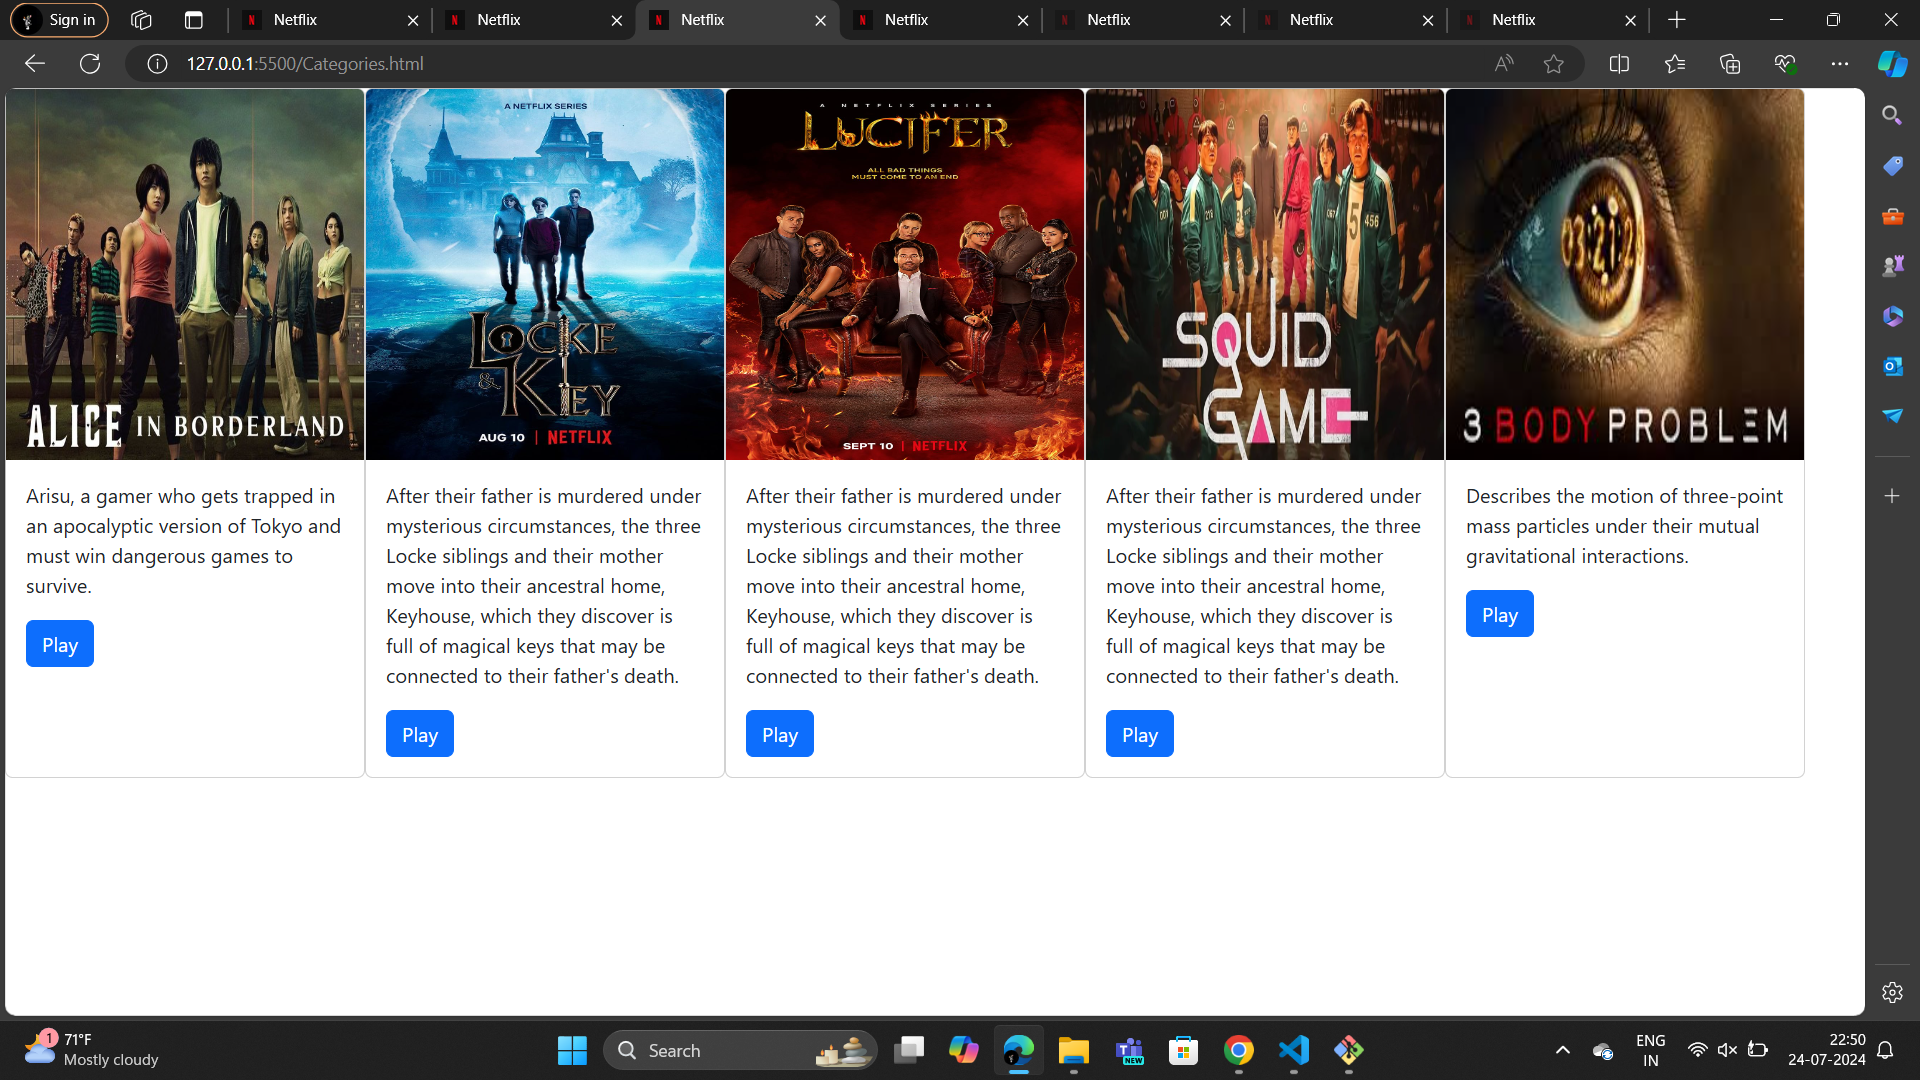 Sign in
Netflix
Netflix
Netflix
Netflix
Netflix
Netflix
Netflix
127.0.0.1:5500/Categories.html
ALICE IN BORDERLAND
Arisu, a gamer who gets trapped in
an apocalyptic version of Tokyo and
must win dangerous games to
survive.
Play
A NETFLIX SERIES
LOCKE
& KEY
AUG 10 | NETFLIX
After their father is murdered under
mysterious circumstances, the three
Locke siblings and their mother
move into their ancestral home,
Keyhouse, which they discover is
full of magical keys that may be
connected to their father's death.
Play
A NETFLIX SERIES
LUCIFER
ALL BAD THINGS
MUST COME TO AN END
SEPT 10 | NETFLIX
After their father is murdered under
mysterious circumstances, the three
Locke siblings and their mother
move into their ancestral home,
Keyhouse, which they discover is
full of magical keys that may be
connected to their father's death.
Play
001
218
067
456
SQUID
GAME
After their father is murdered under
mysterious circumstances, the three
Locke siblings and their mother
move into their ancestral home,
Keyhouse, which they discover is
full of magical keys that may be
connected to their father's death.
Play
03:21:2
3 BODY PROBLEM
Describes the motion of three-point
mass particles under their mutual
gravitational interactions.
Play
1
71°F
Mostly cloudy
Search
NEW
ENG
IN
22:50
24-07-2024